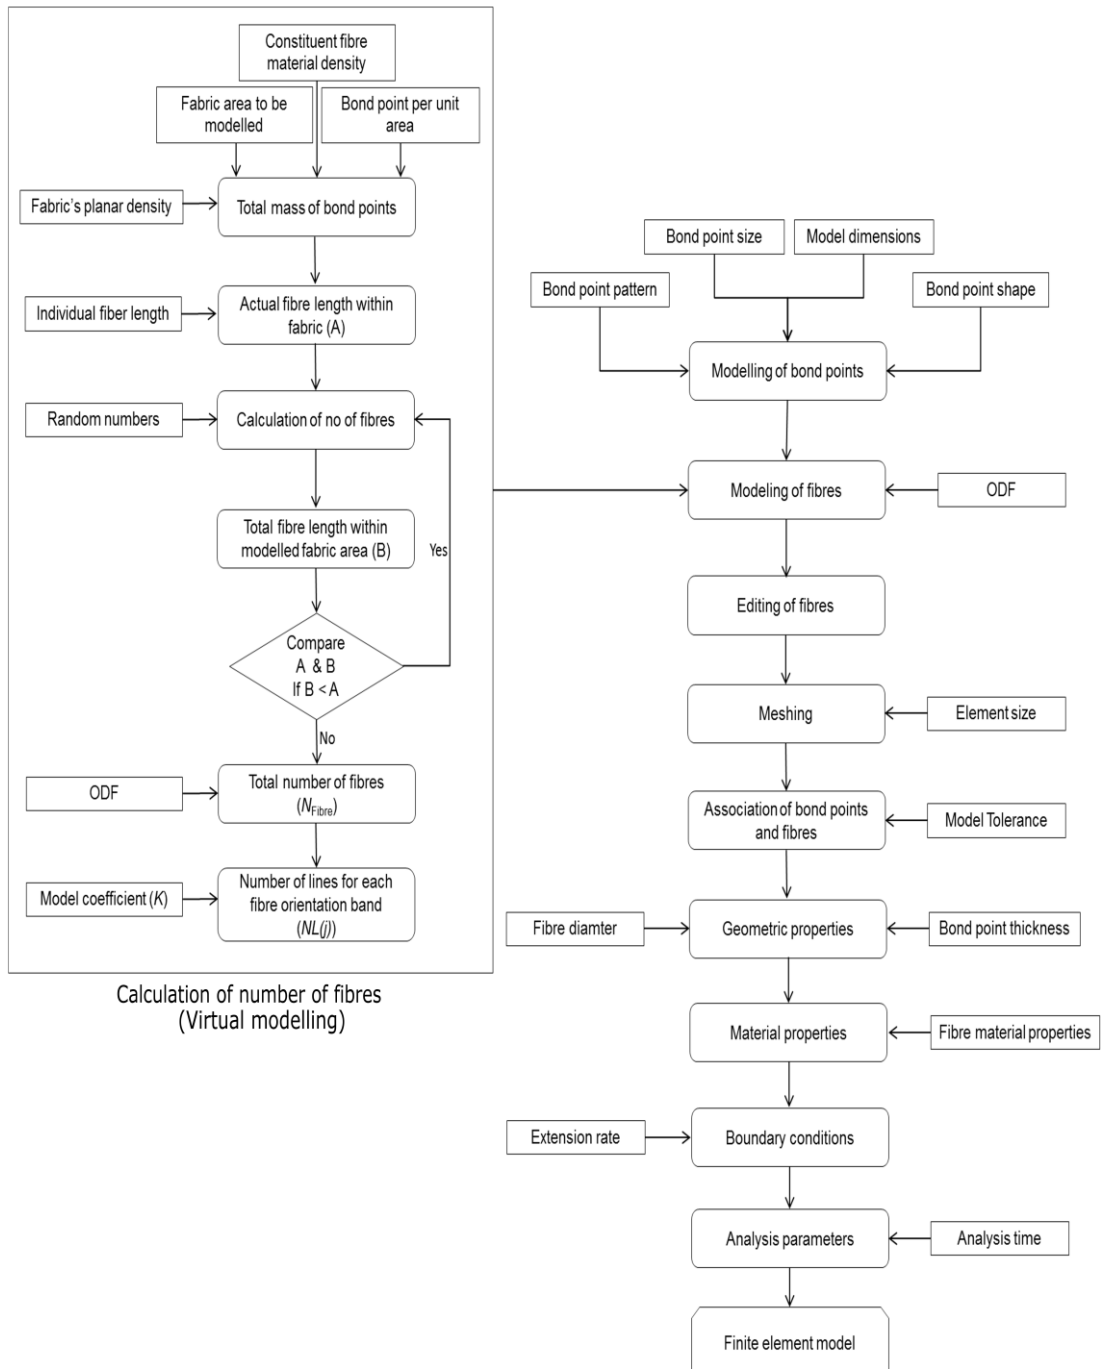 Constituent fibre
material density
Fabric area to be
modelled
Bond point per unit
area
Fabric's planar density
Total mass of bond points
Individual fiber length
Actual fibre length within
fabric (A)
Random numbers
Calculation of no of fibres
Total fibre length within
modelled fabric area (B)
Yes
Compare
A & B
If B < A
No
ODF
Total number of fibres
(NFibre)
Model coefficient (K)
Number of lines for each
fibre orientation band
(NL(j))
Calculation of number of fibres
(Virtual modelling)
Bond point size
Model dimensions
Bond point pattern
Bond point shape
Modelling of bond points
Modeling of fibres
ODF
Editing of fibres
Meshing
Element size
Association of bond points
and fibres
Model Tolerance
Fibre diamter
Geometric properties
Bond point thickness
Material properties
Fibre material properties
Extension rate
Boundary conditions
Analysis parameters
Analysis time
Finite element model